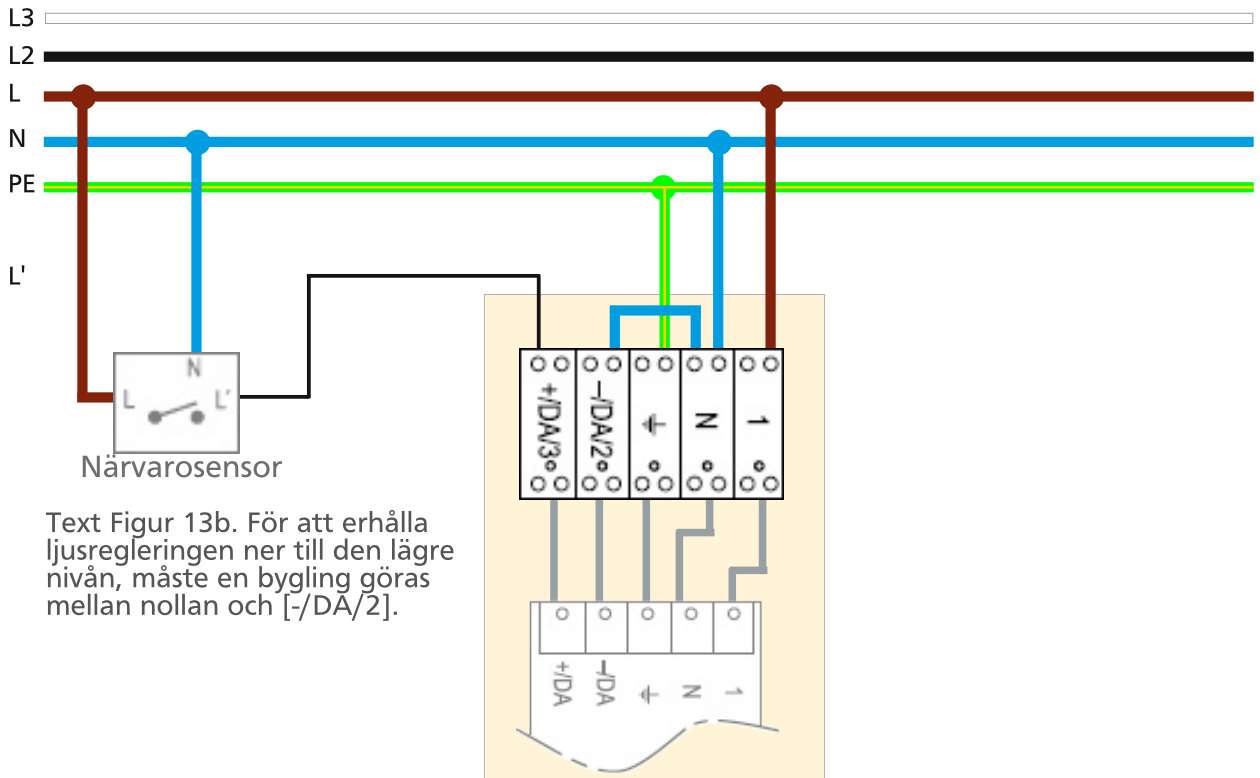 L3
L2
L
N
PE
L'
N
L
L'
Närvarosensor
+/DA/3
-/DA/2
N
1
Text Figur 13b. För att erhålla
ljusregleringen ner till den lägre
nivån, måste en bygling göras
mellan nollan och [-/DA/2].
+/DA
-/DA
N
1